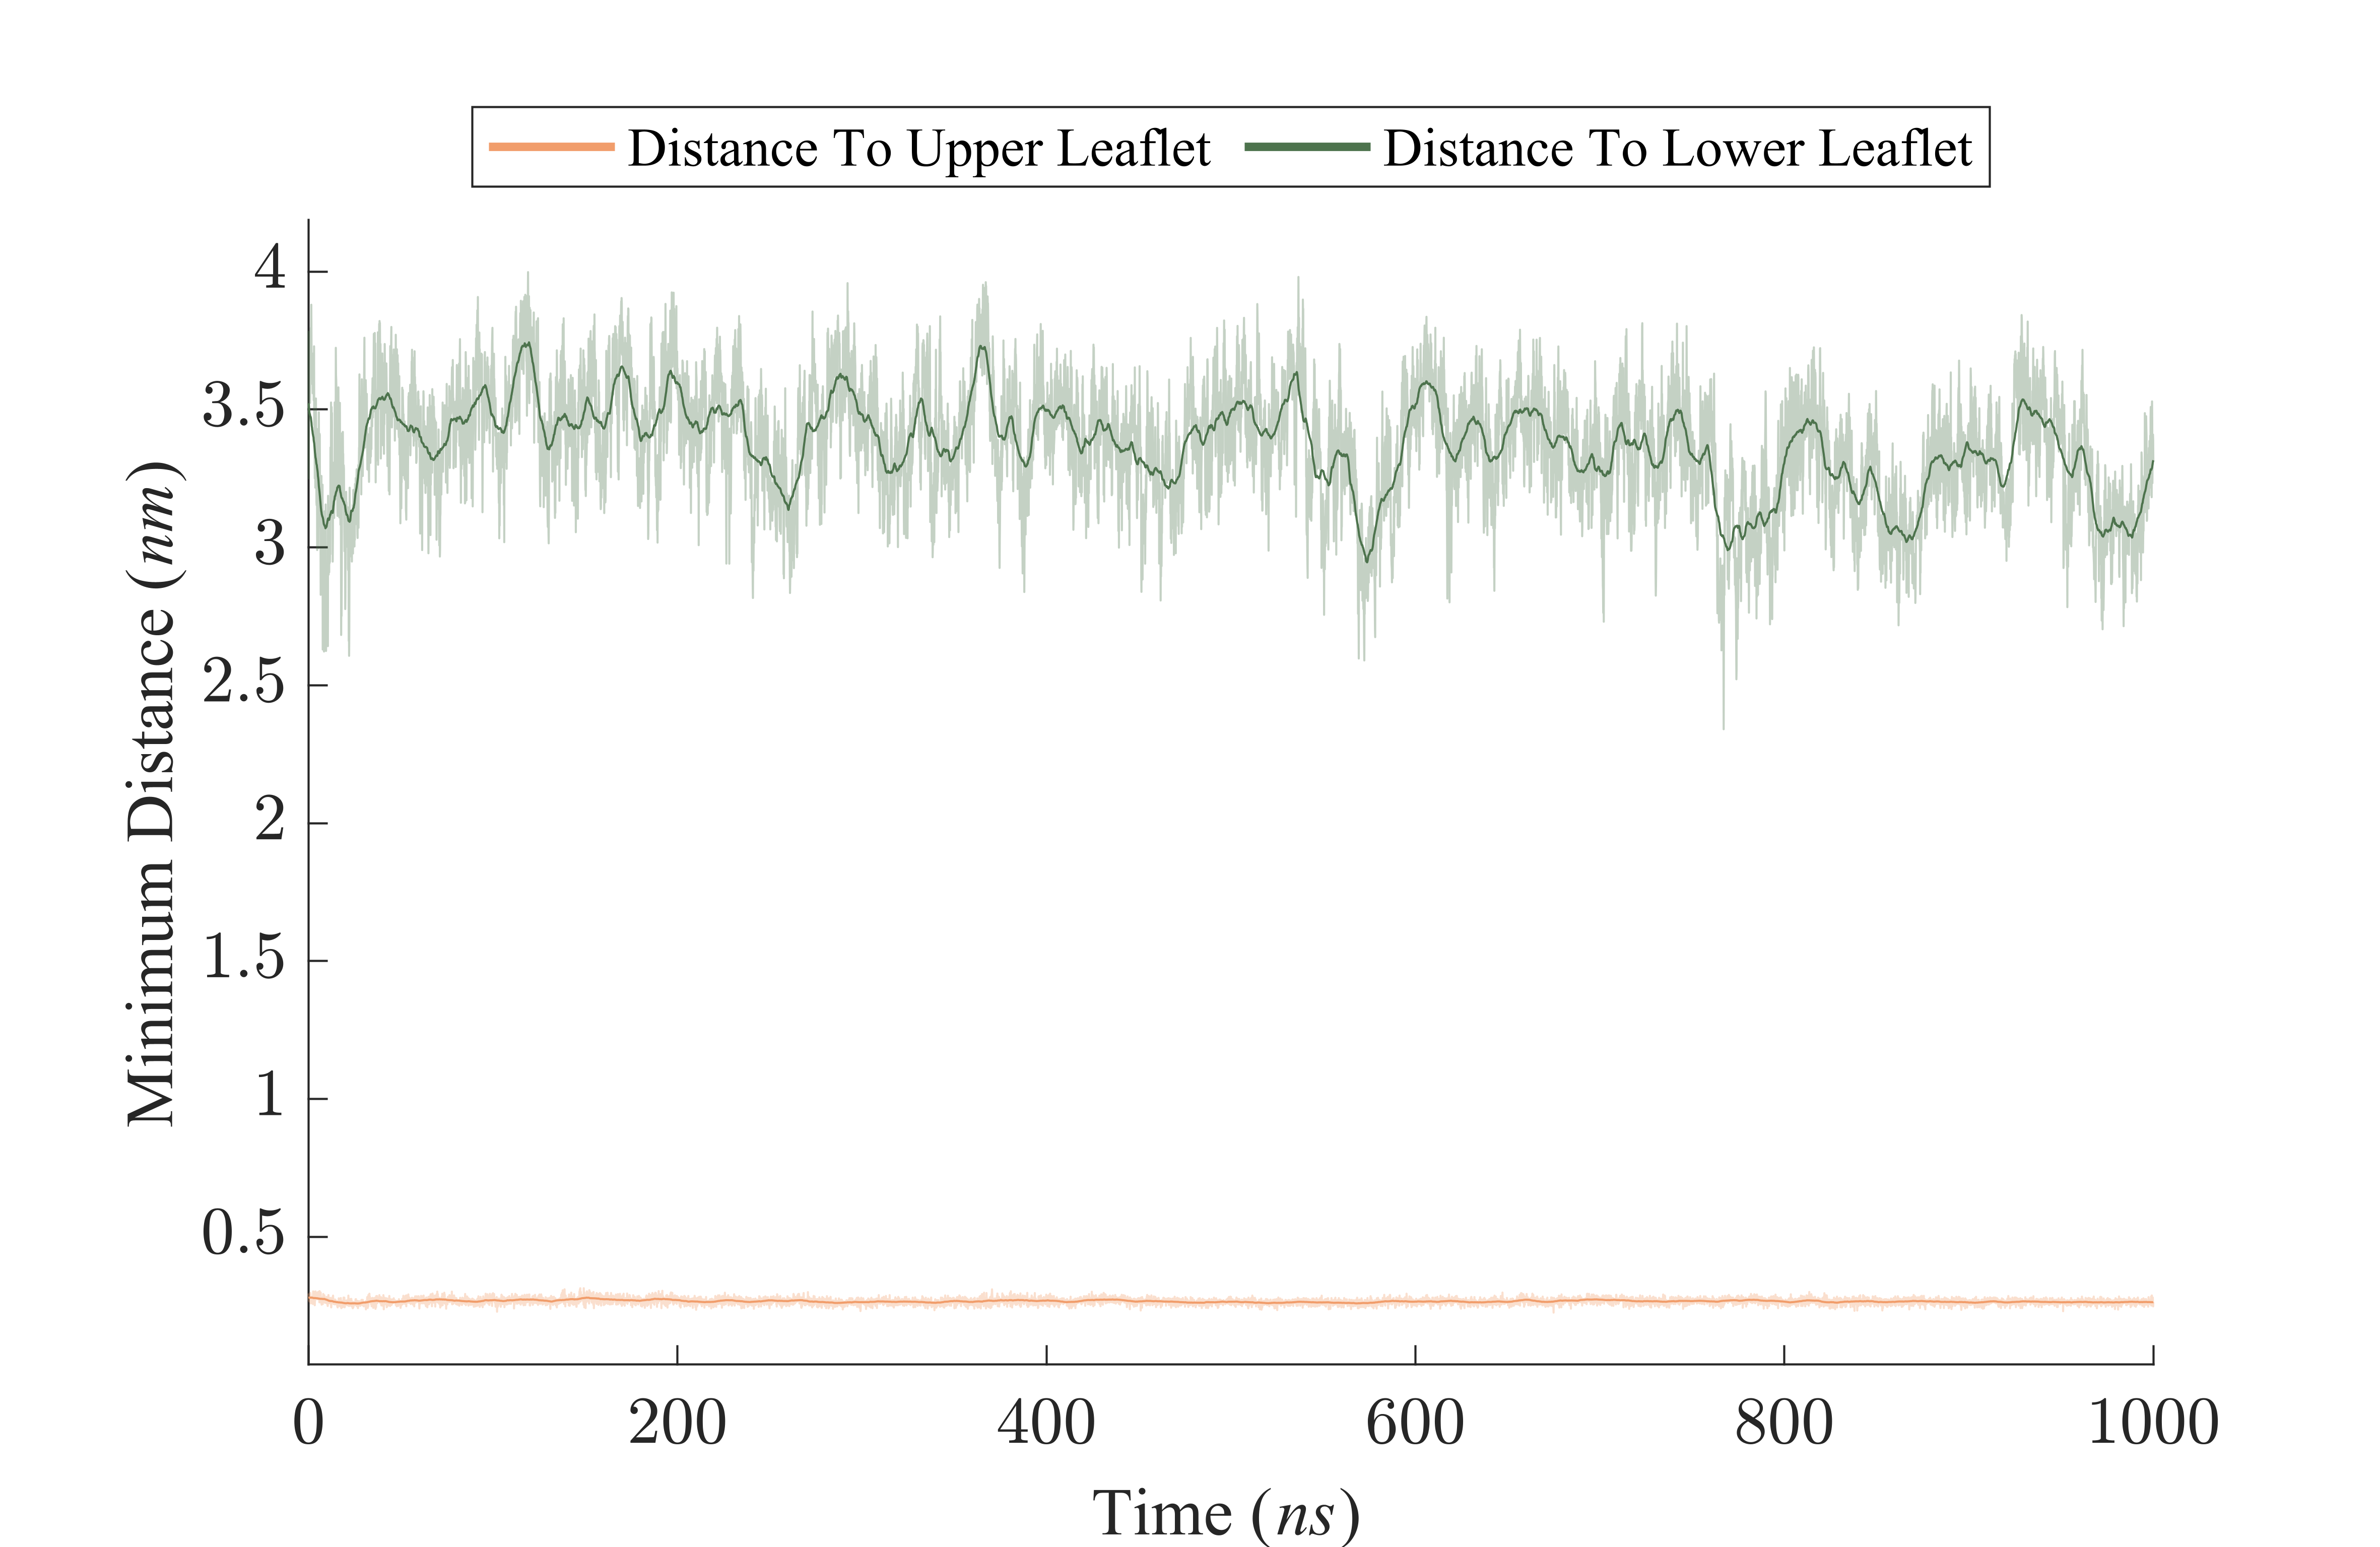 Distance To Upper Leaflet Distance To Lower Leaflet
Minimum Distance (nm)
4
3.5
3
2.5
2
1.5
1
0.5
0 200 400 600 800 1000
Time (ns)